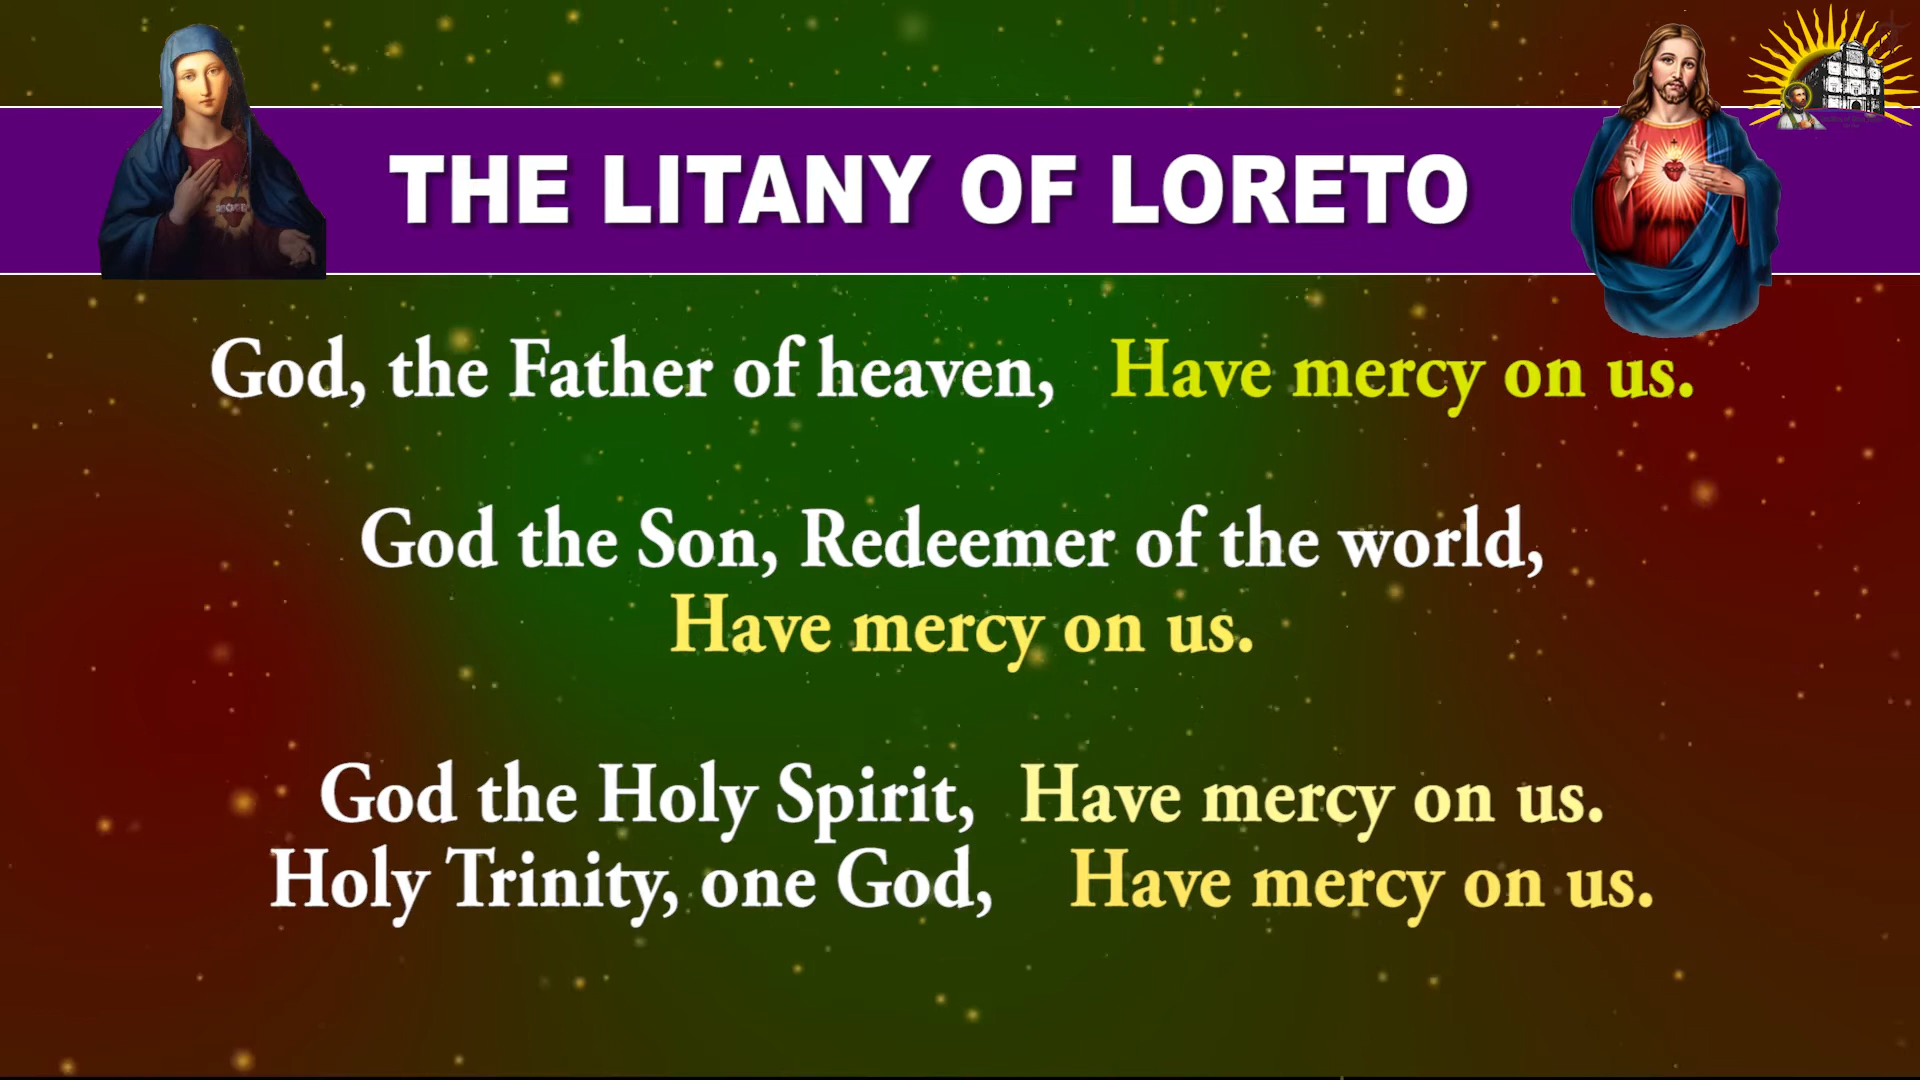 THE LITANY OF LORETO
God, the Father of heaven, Have mercy on us.
God the Son, Redeemer of the world,
Have mercy on us.
God the Holy Spirit, Have mercy on us.
Holy Trinity, one God, Have mercy on us.